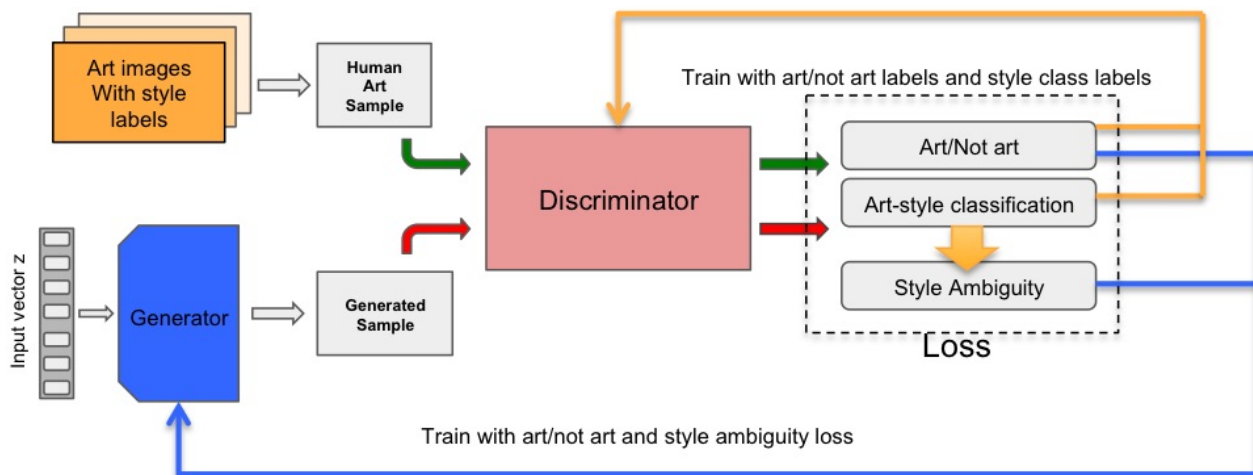 Art images
With style
labels
Human
Art
Sample
Train with art/not art labels and style class labels
Art/Not art
Discriminator
Art-style classification
Input vector z
Generator
Generated
Sample
Style Ambiguity
Loss
Train with art/not art and style ambiguity loss